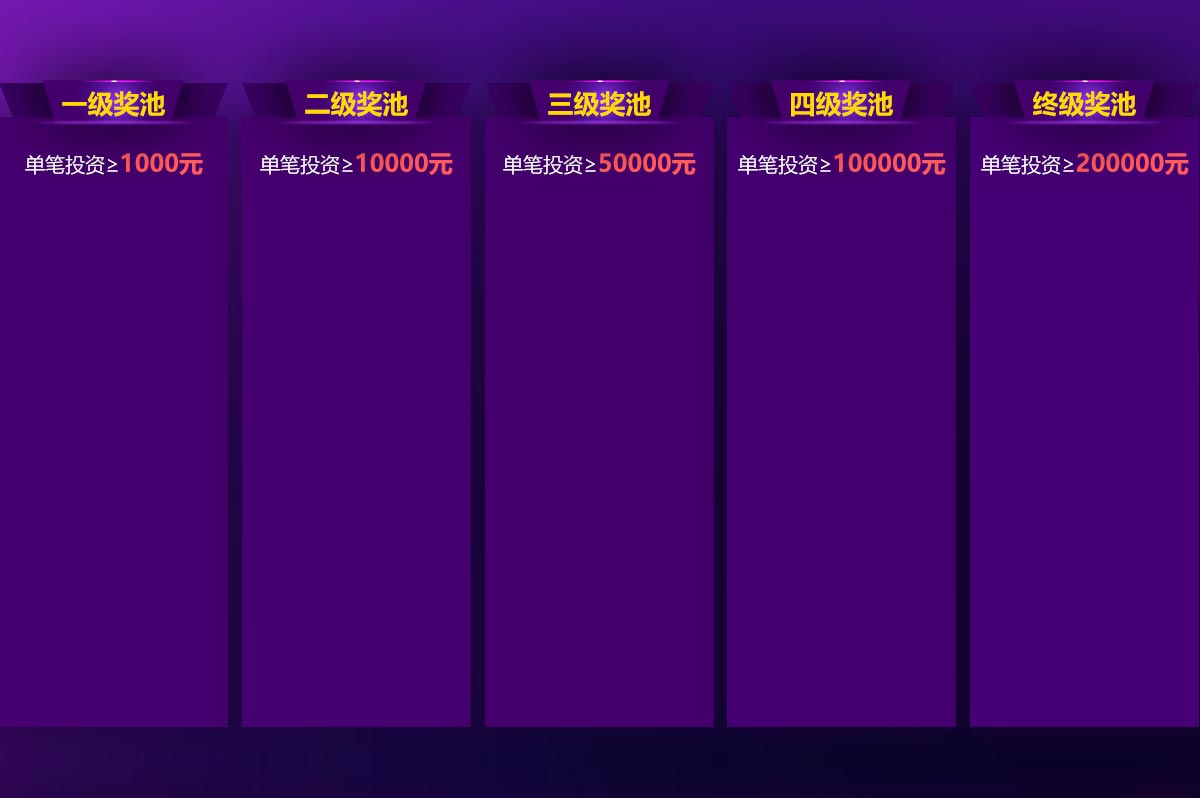 一级奖池
单笔投资≥1000元
二级奖池
单笔投资≥10000元
三级奖池
单笔投资≥50000元
四级奖池
单笔投资≥100000元
终级奖池
单笔投资≥200000元